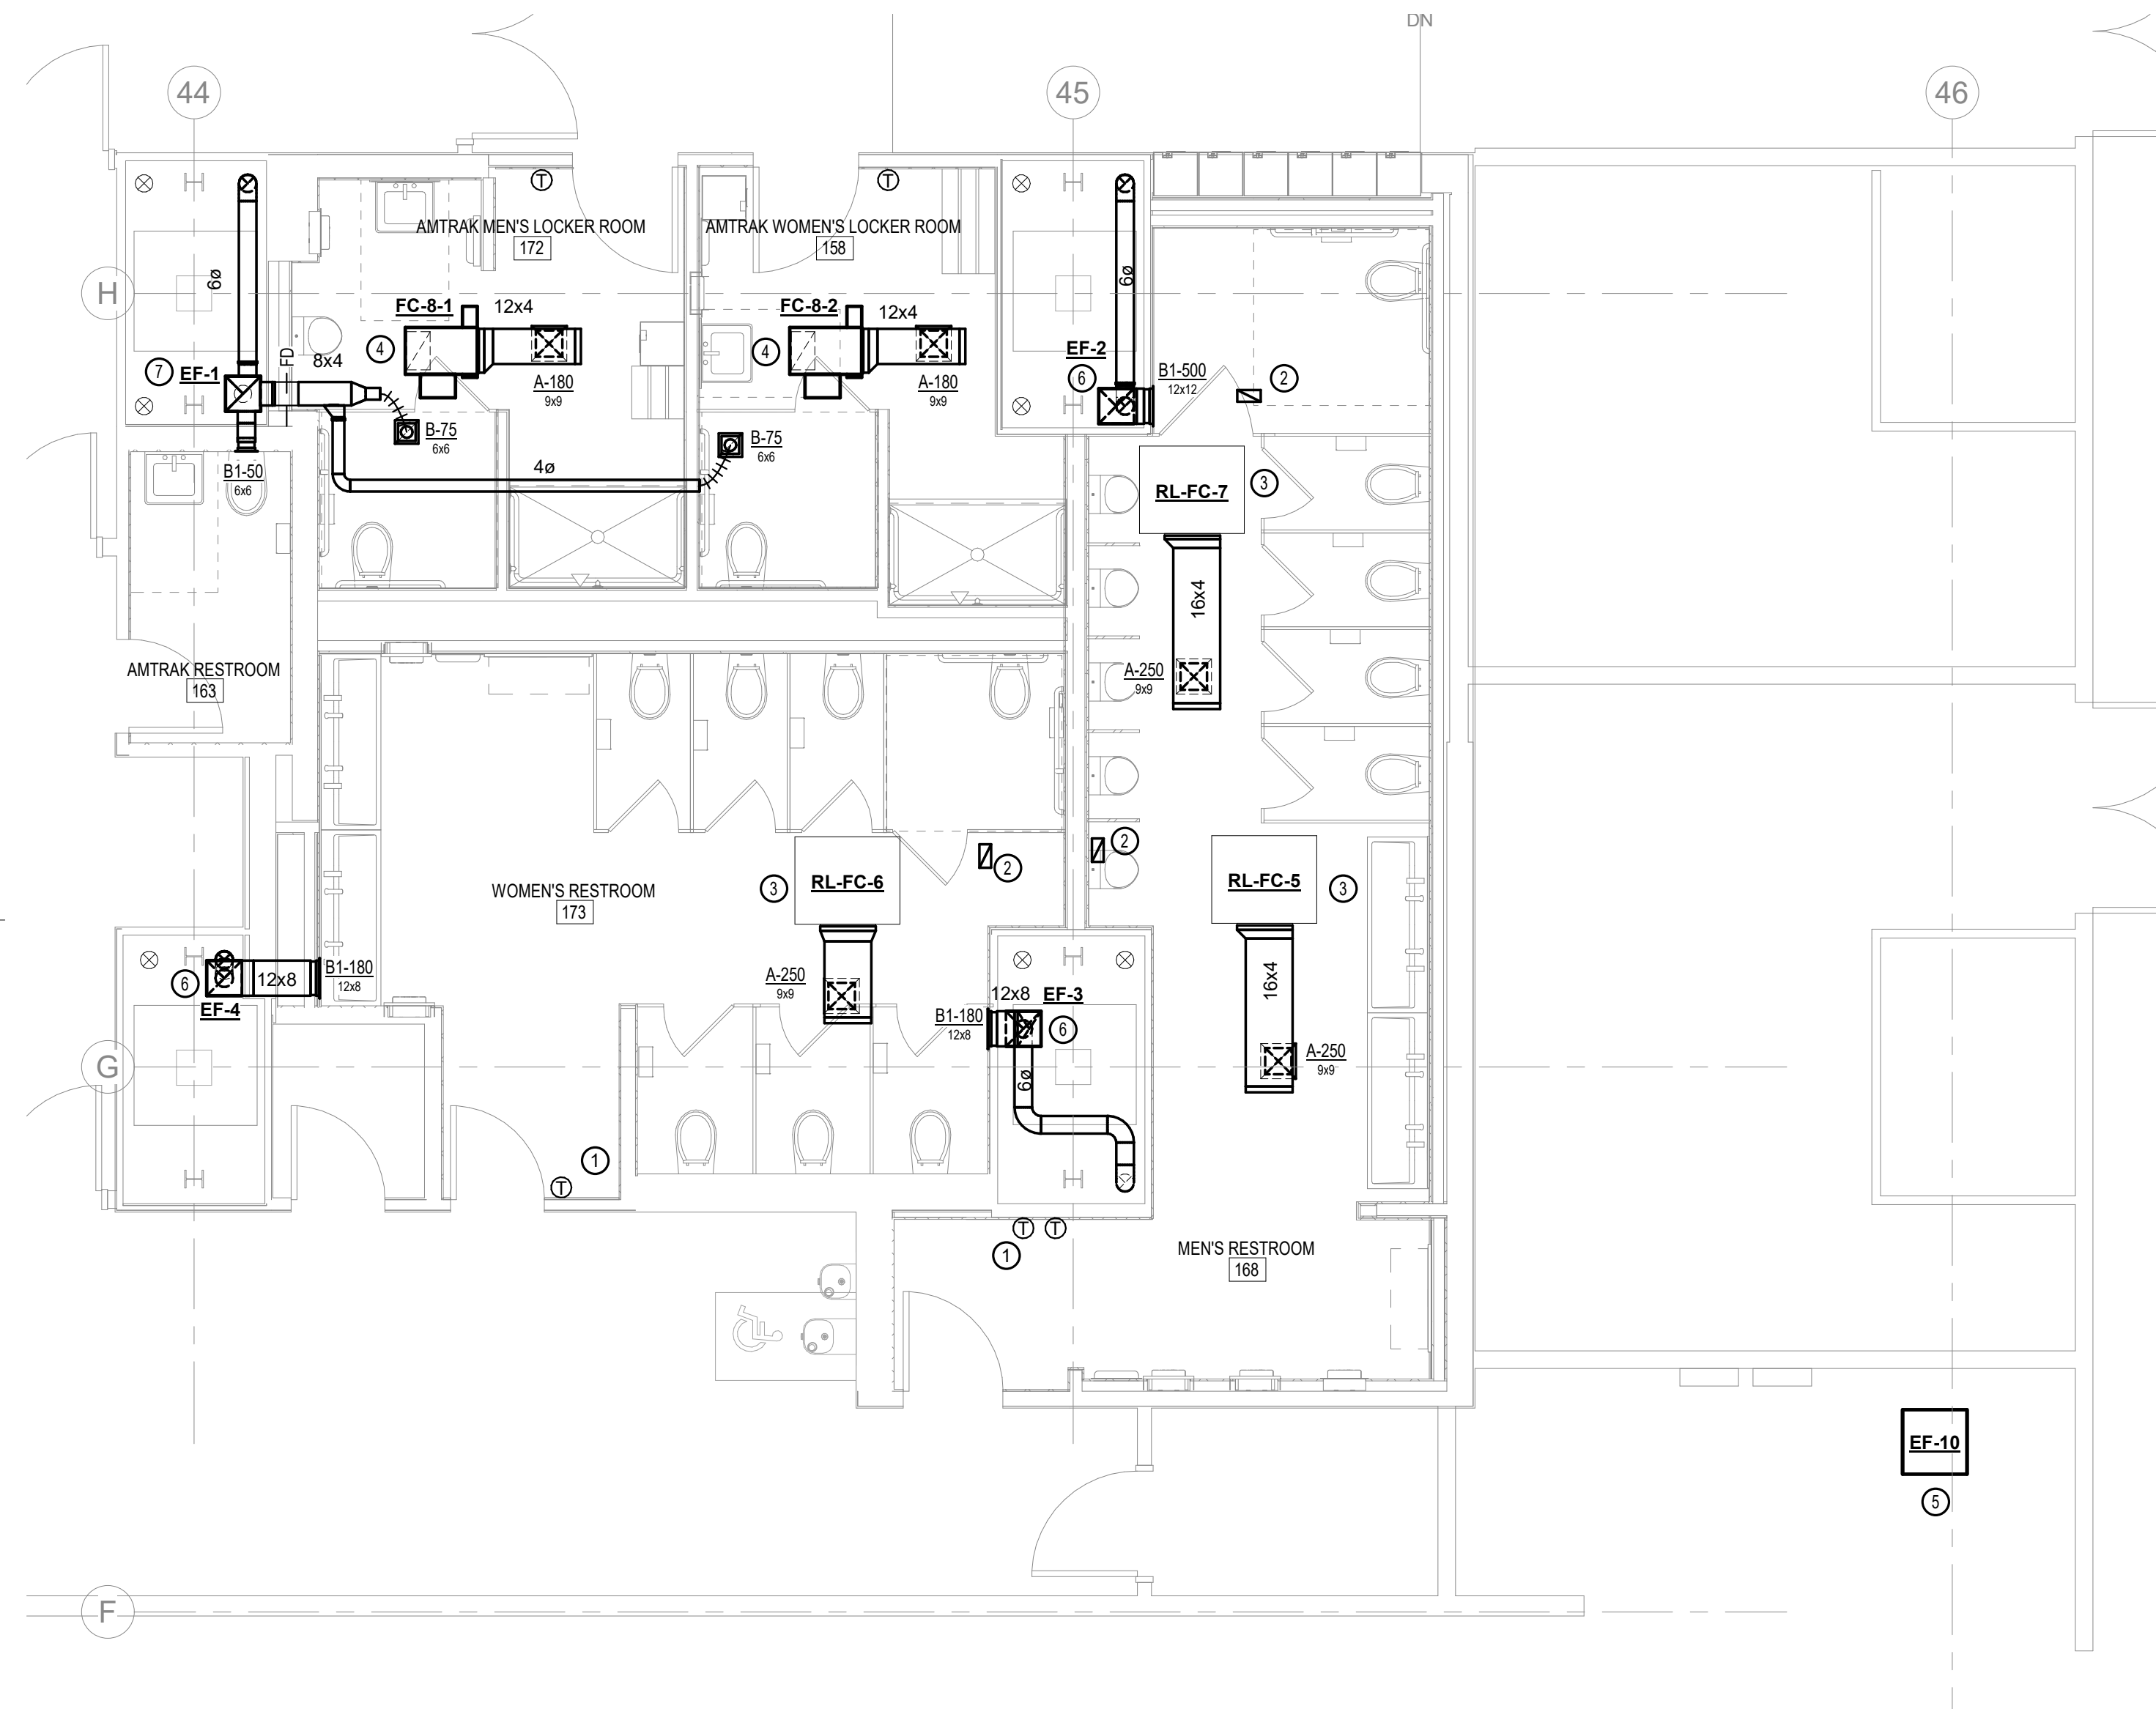 DN
44
45
46
T
T
AMTRAK MEN'S LOCKER ROOM
172
AMTRAK WOMEN'S LOCKER ROOM
158
H
6ø
6ø
FC-8-1
12x4
FC-8-2
12x4
4
4
EF-2
FD
8x4
7
EF-1
6
B1-500
12x12
2
A-180
9x9
A-180
9x9
B-75
6x6
B-75
6x6
B1-50
6x6
4ø
RL-FC-7
3
16x4
AMTRAK RESTROOM
163
A-250
9x9
2
2
3
RL-FC-6
RL-FC-5
3
WOMEN'S RESTROOM
173
6
12x8
B1-180
12x8
EF-4
A-250
9x9
12x8
EF-3
B1-180
12x8
6
16x4
G
6ø
A-250
9x9
1
T
T
T
1
MEN'S RESTROOM
168
EF-10
5
F